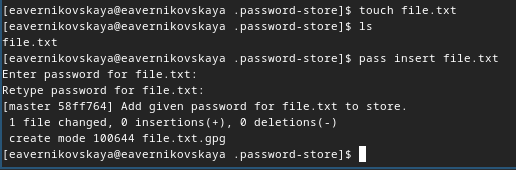 [eavernikovskaya@eavernikovskaya .password-store]$ touch file.txt
[eavernikovskaya@eavernikovskaya .password-store]$ ls
file.txt
[eavernikovskaya@eavernikovskaya .password-store]$ pass insert file.txt
Enter password for file.txt:
Retype password for file.txt:
[master 58ff764] Add given password for file.txt to store.
 1 file changed, 0 insertions(+), 0 deletions(-)
 create mode 100644 file.txt.gpg
[eavernikovskaya@eavernikovskaya .password-store]$